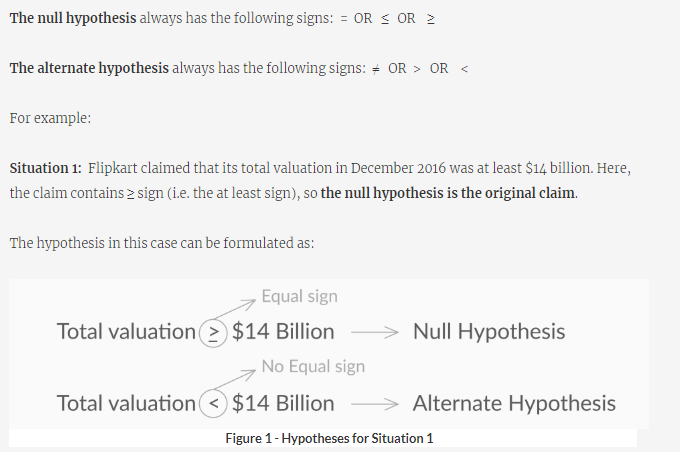 The null hypothesis always has the following signs: = OR ≤ OR ≥
The alternate hypothesis always has the following signs: ≠ OR > OR <
For example:
Situation 1: Flipkart claimed that its total valuation in December 2016 was at least $14 billion. Here,
the claim contains ≥ sign (i.e. the at least sign), so the null hypothesis is the original claim.
The hypothesis in this case can be formulated as:
Equal sign
Total valuation ≥ $14 Billion → Null Hypothesis
No Equal sign
Total valuation < $14 Billion → Alternate Hypothesis
Figure 1 - Hypotheses for Situation 1